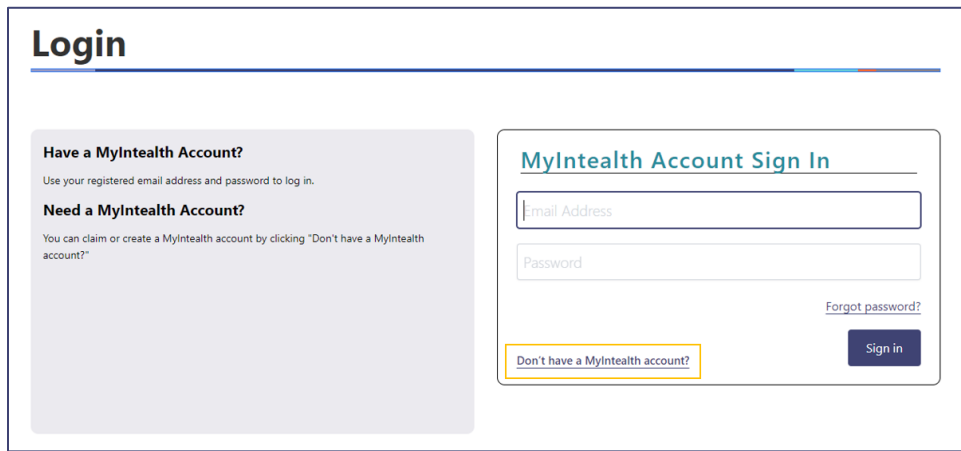 Login
Have a MyIntealth Account?
Use your registered email address and password to log in.
Need a MyIntealth Account?
You can claim or create a MyIntealth account by clicking "Don't have a MyIntealth
account?"
MyIntealth Account Sign In
Email Address
Password
Forgot password?
Sign in
Don't have a MyIntealth account?